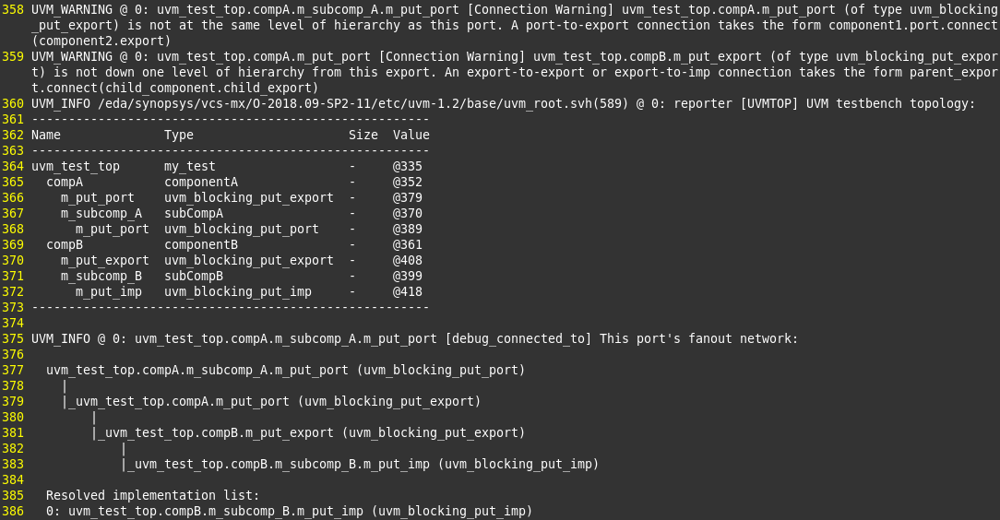 358 UVM_WARNING @ 0: uvm_test_top.compA.m_subcomp_A.m_put_port [Connection Warning] uvm_test_top.compA.m_put_port (of type uvm_blocking
_put_export) is not at the same level of hierarchy as this port. A port-to-export connection takes the form component1.port.connect
(component2.export)
359 UVM_WARNING @ 0: uvm_test_top.compA.m_put_port [Connection Warning] uvm_test_top.compB.m_put_export (of type uvm_blocking_put_expor
t) is not down one level of hierarchy from this export. An export-to-export or export-to-imp connection takes the form parent_expor
t.connect(child_component.child_export)
360 UVM_INFO /eda/synopsys/vcs-mx/O-2018.09-SP2-11/etc/uvm-1.2/base/uvm_root.svh(589) @ 0: reporter [UVMTOP] UVM testbench topology:
361 ------------------------------------------------------
362 Name              Type                     Size  Value
363 ------------------------------------------------------
364 uvm_test_top      my_test                  -     @335
365   compA           componentA               -     @352
366     m_put_port    uvm_blocking_put_export  -     @379
367     m_subcomp_A   subCompA                 -     @370
368       m_put_port  uvm_blocking_put_port    -     @389
369   compB           componentB               -     @361
370     m_put_export  uvm_blocking_put_export  -     @408
371     m_subcomp_B   subCompB                 -     @399
372       m_put_imp   uvm_blocking_put_imp     -     @418
373 ------------------------------------------------------
374
375 UVM_INFO @ 0: uvm_test_top.compA.m_subcomp_A.m_put_port [debug_connected_to] This port's fanout network:
376
377   uvm_test_top.compA.m_subcomp_A.m_put_port (uvm_blocking_put_port)
378     |
379     |_uvm_test_top.compA.m_put_port (uvm_blocking_put_export)
380         |
381         |_uvm_test_top.compB.m_put_export (uvm_blocking_put_export)
382             |
383             |_uvm_test_top.compB.m_subcomp_B.m_put_imp (uvm_blocking_put_imp)
384
385   Resolved implementation list:
386   0: uvm_test_top.compB.m_subcomp_B.m_put_imp (uvm_blocking_put_imp)